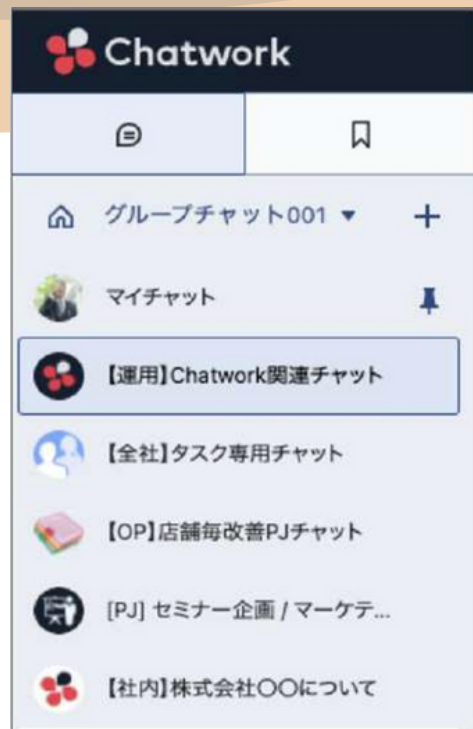 Chatwork
グループチャット001
マイチャット
【運用】Chatwork関連チャット
【全社】タスク専用チャット
【OP】店舗毎改善PJチャット
[PJ] セミナー企画 / マーケテ...
【社内】株式会社〇〇について